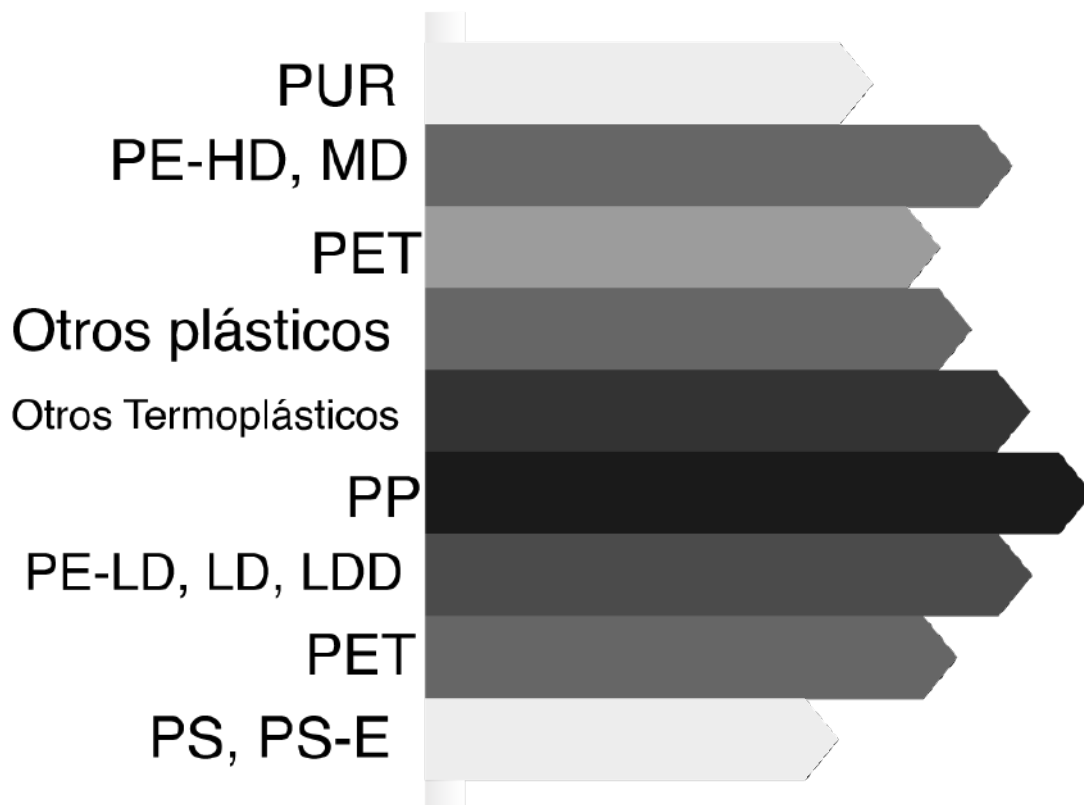 PUR
PE-HD, MD
PET
Otros plásticos
Otros Termoplásticos
PP
PE-LD, LD, LDD
PET
PS, PS-E